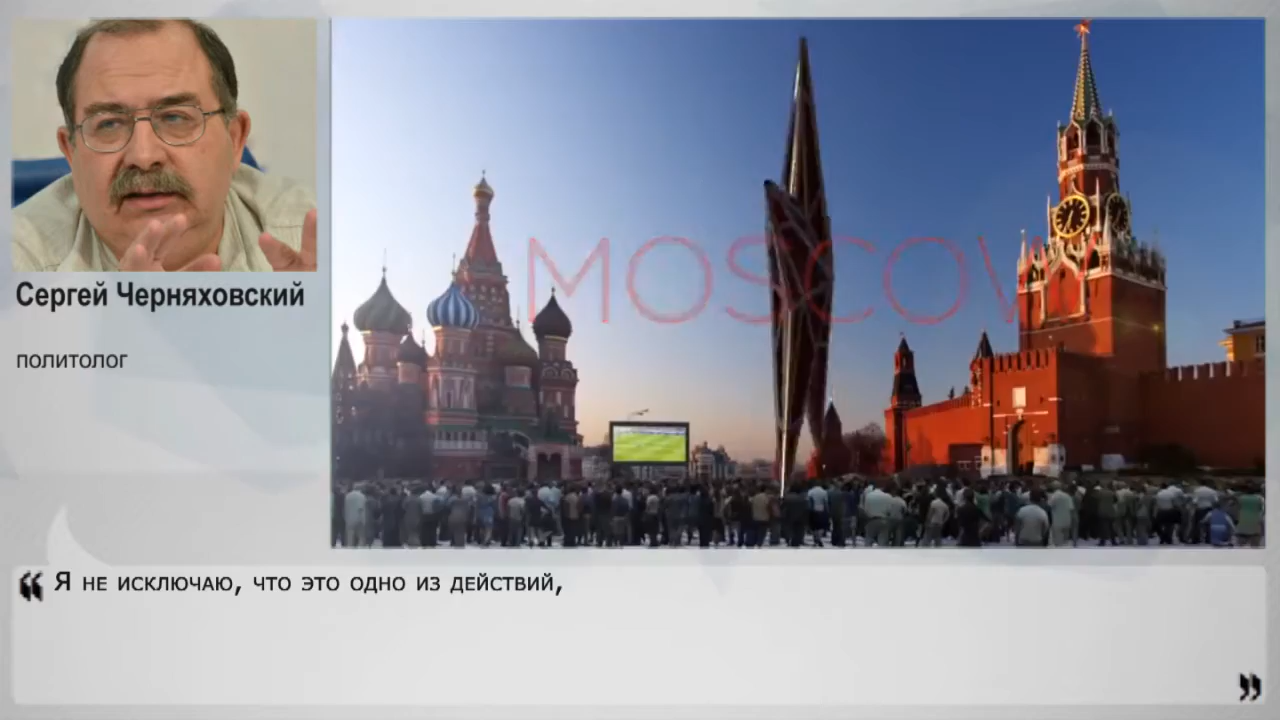 Сергей Черняховский
политолог
MOSCOW
“ Я не исключаю, что это одно из действий,
”